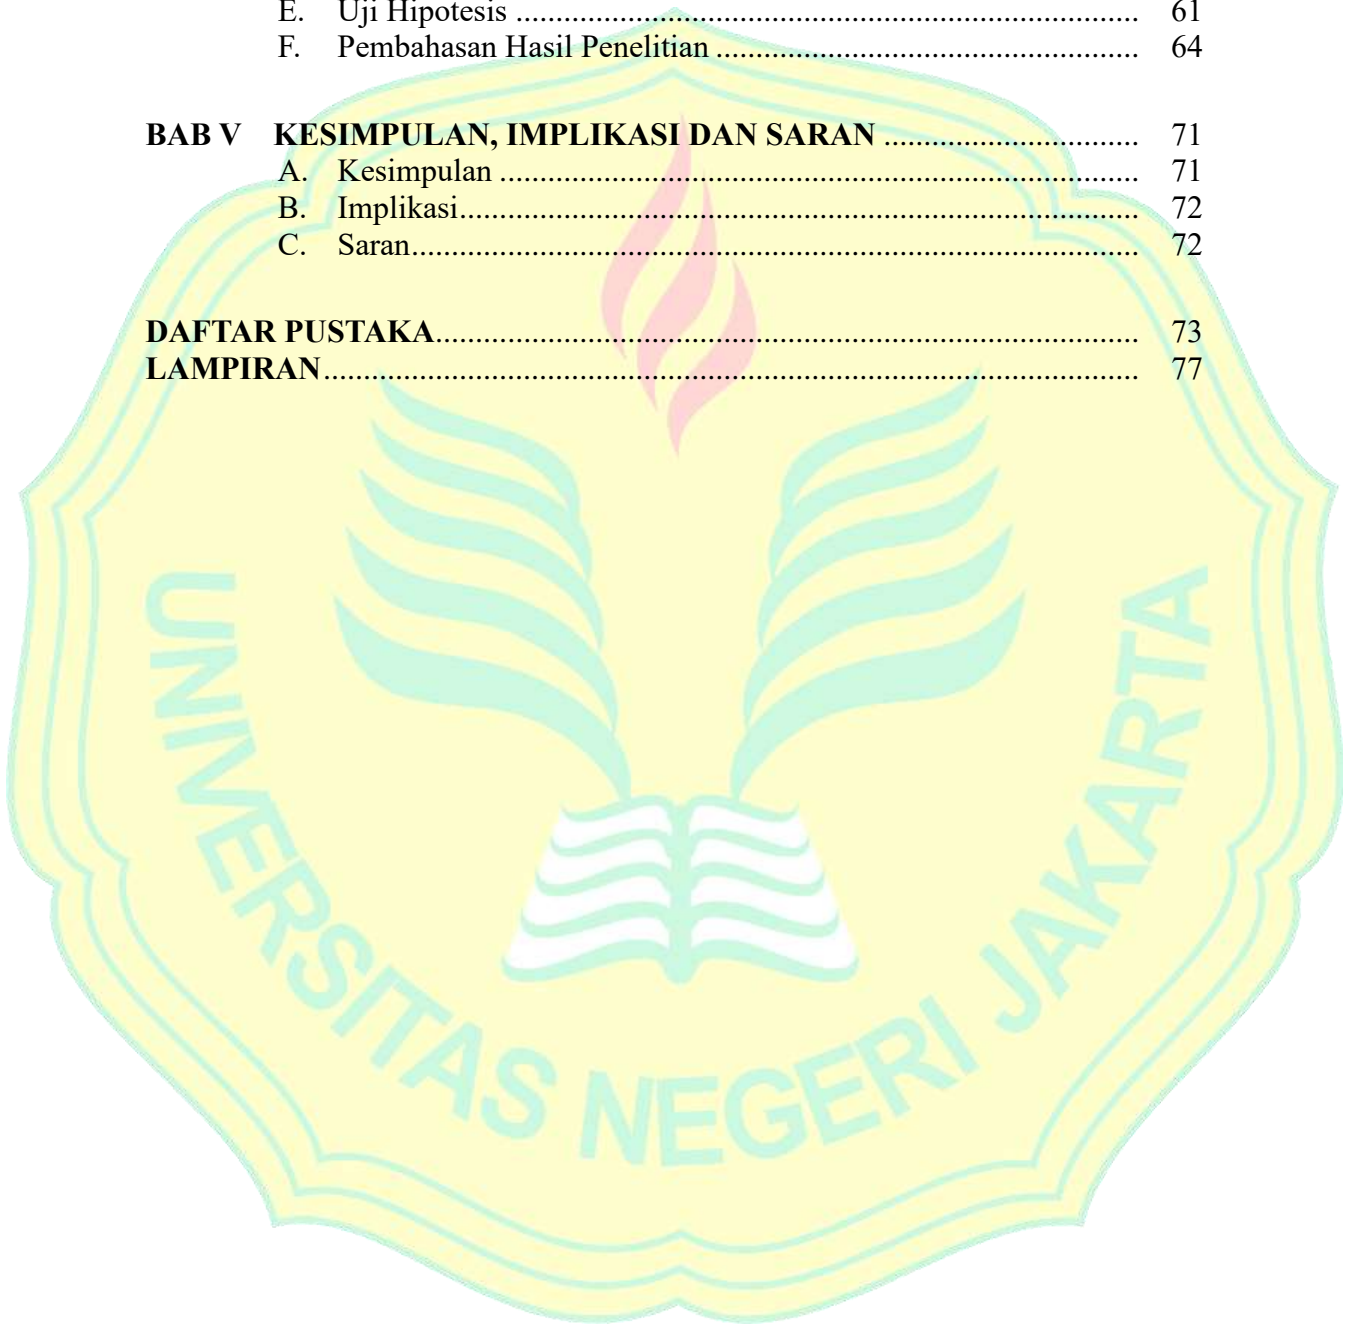 E. Uji Hipotesis ............................................................................... 61
F. Pembahasan Hasil Penelitian ..................................................... 64
BAB V KESIMPULAN, IMPLIKASI DAN SARAN ................................ 71
A. Kesimpulan ................................................................................. 71
B. Implikasi...................................................................................... 72
C. Saran............................................................................................ 72
DAFTAR PUSTAKA......................................................................................... 73
LAMPIRAN....................................................................................................... 77
UNIVERSITAS NEGERI JAKARTA